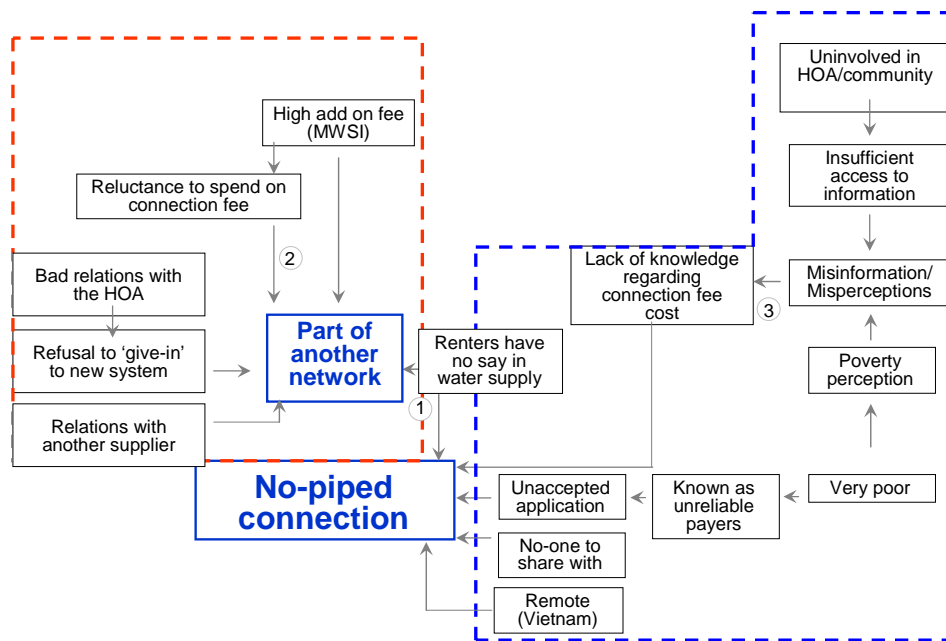 Uninvolved in
HOA/community
High add on fee
(MWSI)
Insufficient
access to
information
Reluctance to spend on
connection fee
2
Bad relations with
the HOA
Lack of knowledge
regarding
connection fee
cost
3
Misinformation/
Misperceptions
Part of
another
network
Renters have
no say in
water supply
Refusal to ‘give-in’
to new system
Poverty
perception
1
Relations with
another supplier
No-piped
connection
Unaccepted
application
Known as
unreliable
payers
Very poor
No-one to
share with
Remote
(Vietnam)